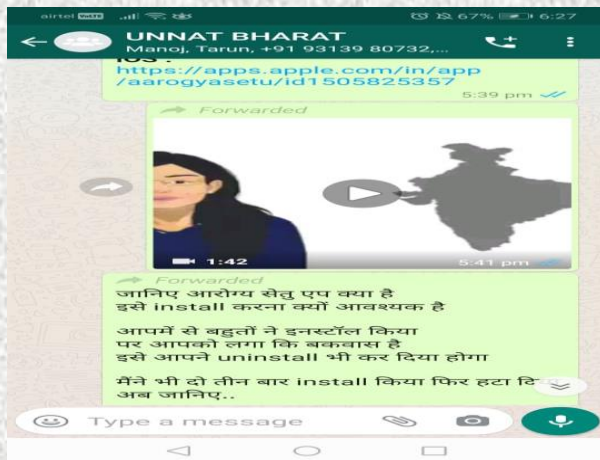 airtel VoLTE 67% 6:27
UNNAT BHARAT
Manoj, Tarun, +91 93139 80732,...
iOS :
https://apps.apple.com/in/app
/aarogyasetu/id1505825357
5:39 pm
Forwarded
1:42 5:41 pm
Forwarded
जानिए आरोग्य सेतु एप क्या है
इसे install करना क्यों आवश्यक है
आपमें से बहुतों ने इनस्टॉल किया
पर आपको लगा कि बकवास है
इसे आपने uninstall भी कर दिया होगा
मैंने भी दो तीन बार install किया फिर हटा
अब जानिए..
Type a message